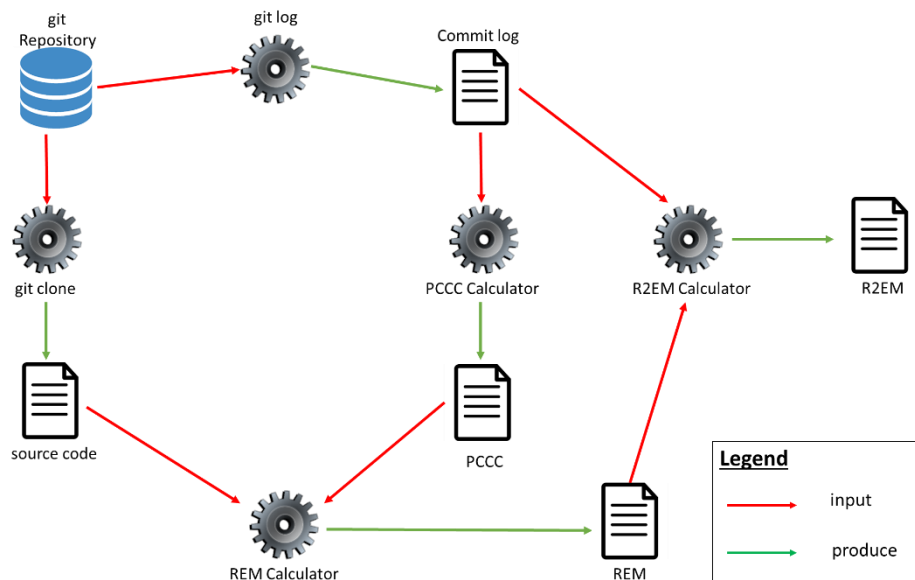 git
Repository
git log
Commit log
git clone
PCCC Calculator
R2EM Calculator
R2EM
source code
PCCC
REM Calculator
REM
Legend
input
produce